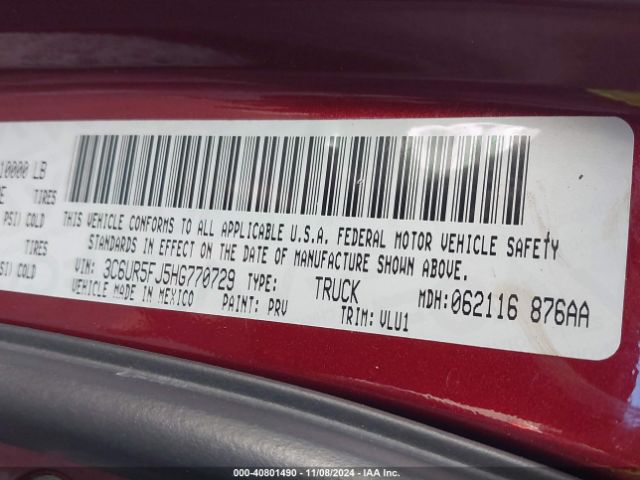 10000 LB
TIRES
PSI COLD
TIRES
PSI COLD
THIS VEHICLE CONFORMS TO ALL APPLICABLE U.S.A. FEDERAL MOTOR VEHICLE SAFETY
STANDARDS IN EFFECT ON THE DATE OF MANUFACTURE SHOWN ABOVE.
VIN: 3C6UR5FJ5HG770729 TYPE: TRUCK MDH:062116 876AA
VEHICLE MADE IN MEXICO PAINT: PRV TRIM:VLU1
000-40801490 - 11/08/2024 - IAA Inc.